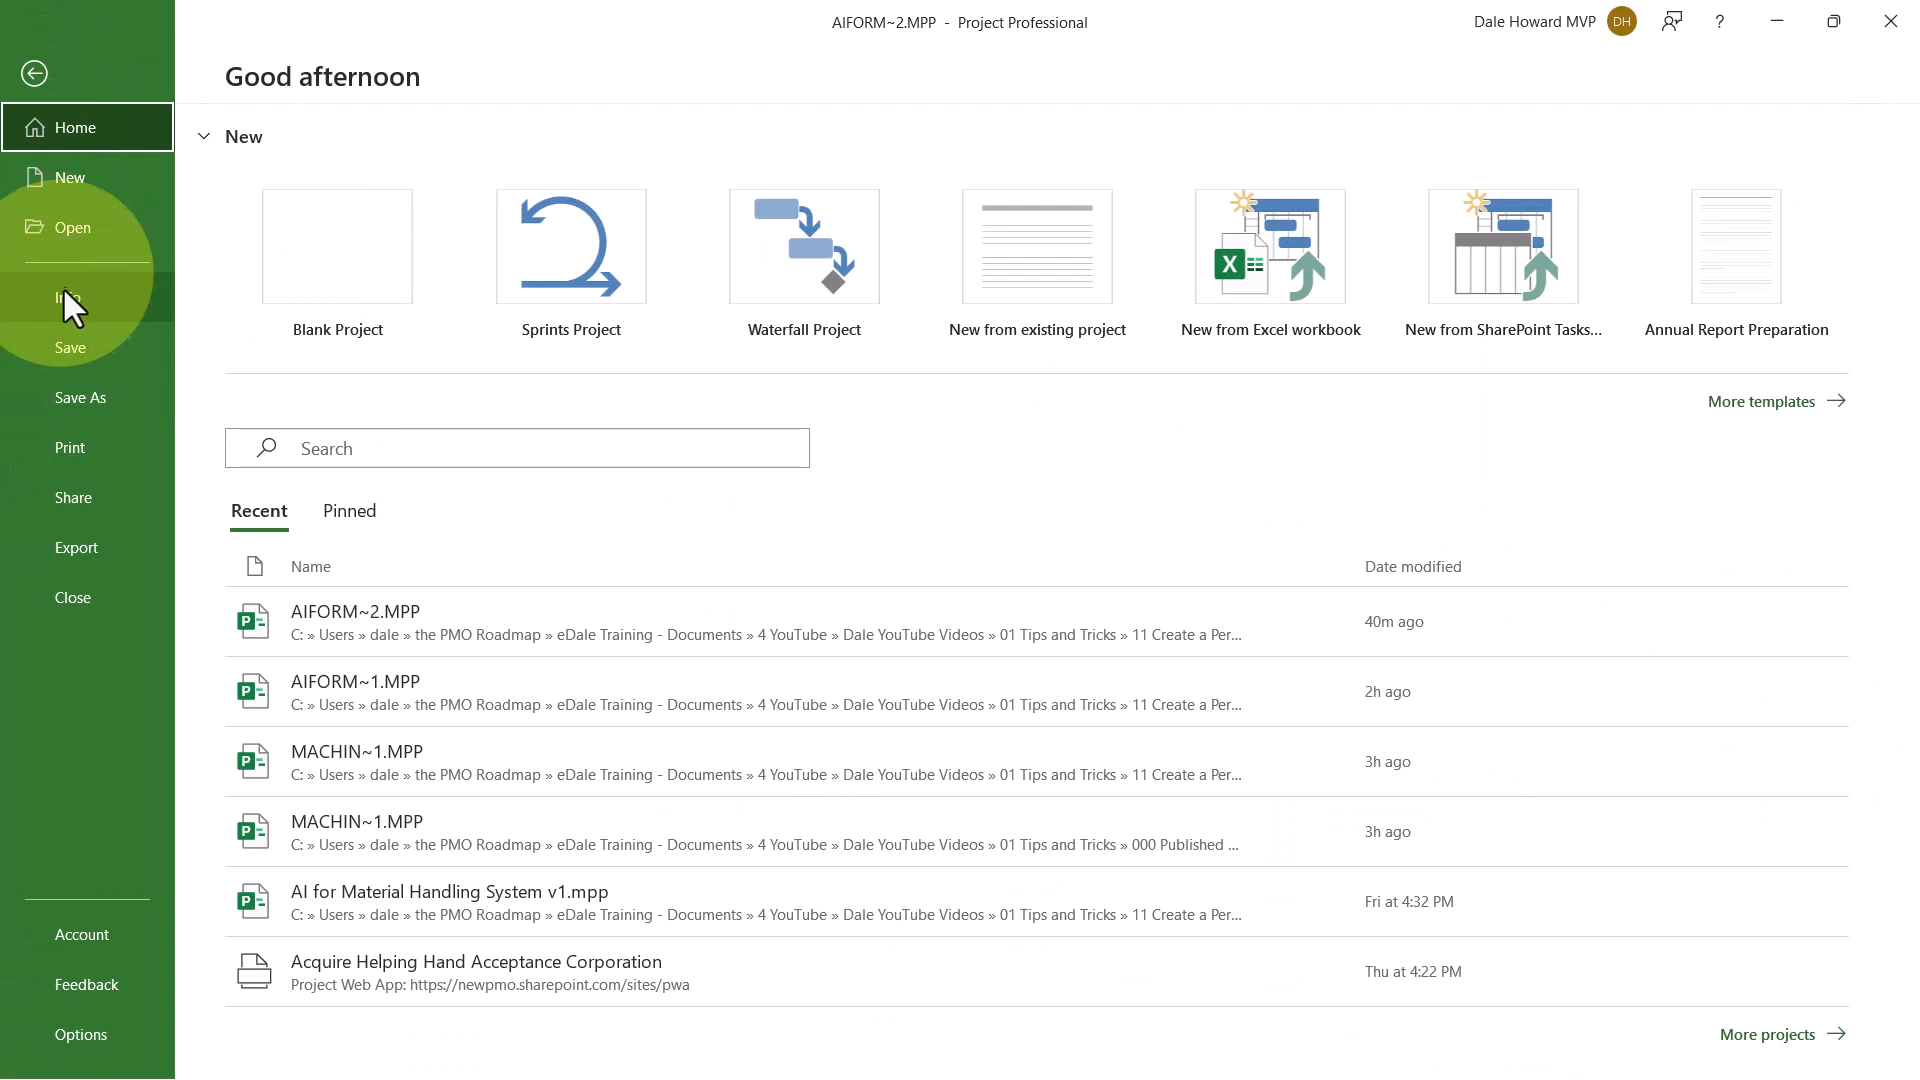 AIFORM~2.MPP - Project Professional
Dale Howard MVP DH ?
Good afternoon
Home
New
Open
Info
Save
Save As
Print
Share
Export
Close
Account
Feedback
Options
New
X
Blank Project
Sprints Project
Waterfall Project
New from existing project
New from Excel workbook
New from SharePoint Tasks...
Annual Report Preparation
More templates
Search
Recent Pinned
Name Date modified
P
AIFORM~2.MPP
C: » Users » dale » the PMO Roadmap » eDale Training - Documents » 4 YouTube » Dale YouTube Videos » 01 Tips and Tricks » 11 Create a Per...
40m ago
P
AIFORM~1.MPP
C: » Users » dale » the PMO Roadmap » eDale Training - Documents » 4 YouTube » Dale YouTube Videos » 01 Tips and Tricks » 11 Create a Per...
2h ago
P
MACHIN~1.MPP
C: » Users » dale » the PMO Roadmap » eDale Training - Documents » 4 YouTube » Dale YouTube Videos » 01 Tips and Tricks » 11 Create a Per...
3h ago
P
MACHIN~1.MPP
C: » Users » dale » the PMO Roadmap » eDale Training - Documents » 4 YouTube » Dale YouTube Videos » 01 Tips and Tricks » 000 Published ...
3h ago
P
AI for Material Handling System v1.mpp
C: » Users » dale » the PMO Roadmap » eDale Training - Documents » 4 YouTube » Dale YouTube Videos » 01 Tips and Tricks » 11 Create a Per...
Fri at 4:32 PM
Acquire Helping Hand Acceptance Corporation
Project Web App: https://newpmo.sharepoint.com/sites/pwa
Thu at 4:22 PM
More projects